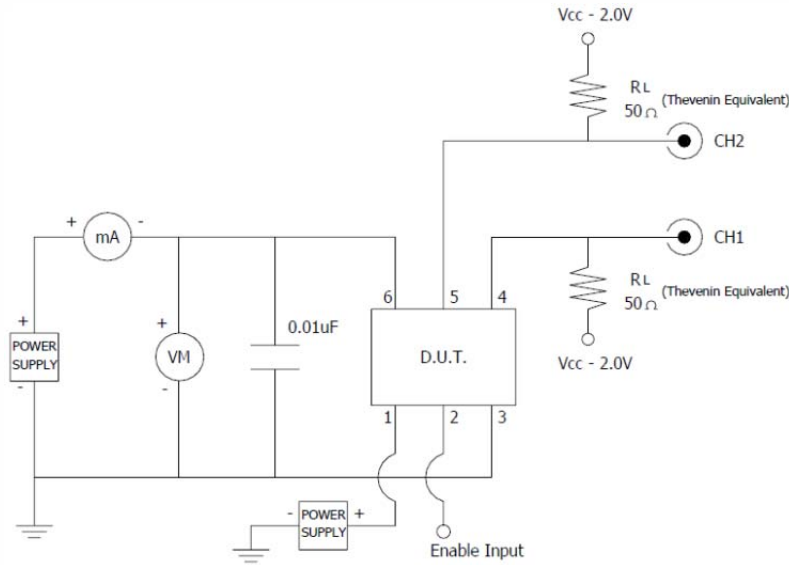 Vcc - 2.0V
RL (Thevenin Equivalent)
50Ω
CH2
+ mA -
CH1
6 5 4
RL (Thevenin Equivalent)
50Ω
+
POWER
SUPPLY
-
+
VM
-
0.01uF
D.U.T.
Vcc - 2.0V
1 2 3
- POWER +
SUPPLY
Enable Input